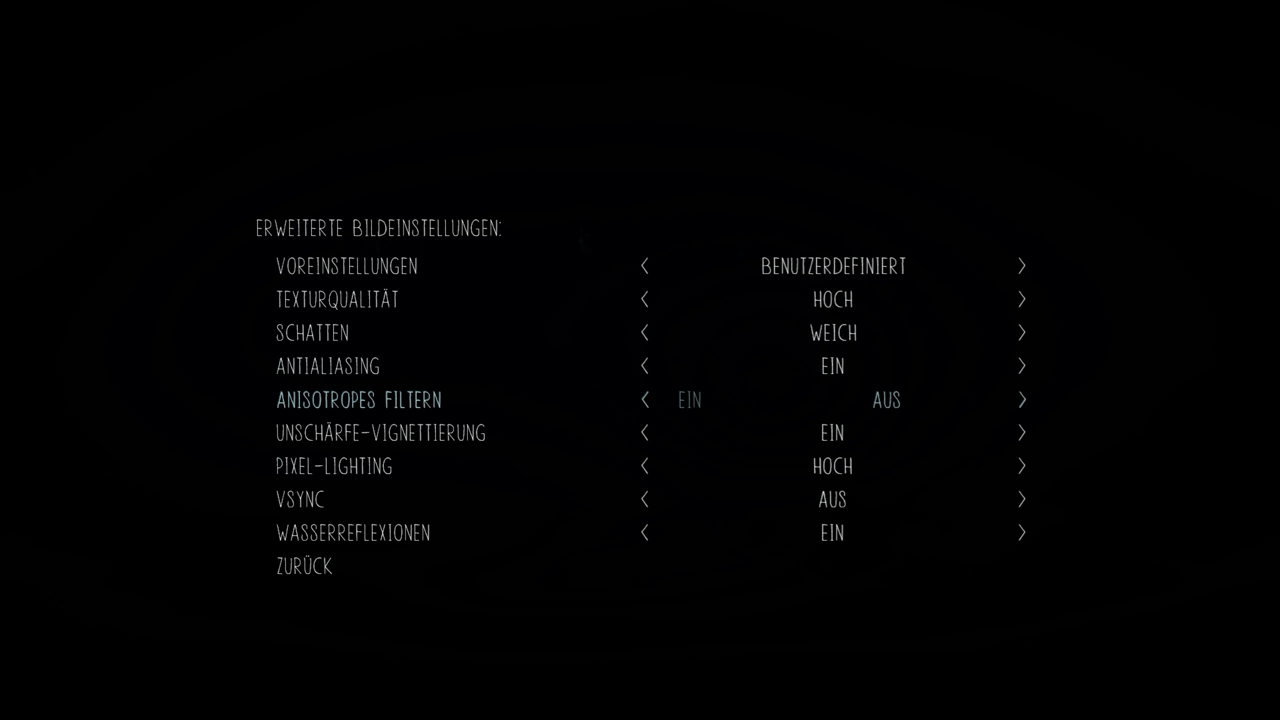 ERWEITERTE BILDEINSTELLUNGEN:
VOREINSTELLUNGEN < BENUTZERDEFINIERT >
TEXTURQUALITÄT < HOCH >
SCHATTEN < WEICH >
ANTIALIASING < EIN >
ANISOTROPES FILTERN < EIN AUS >
UNSCHÄRFE-VIGNETTIERUNG < EIN >
PIXEL-LIGHTING < HOCH >
VSYNC < AUS >
WASSERREFLEXIONEN < EIN >
ZURÜCK